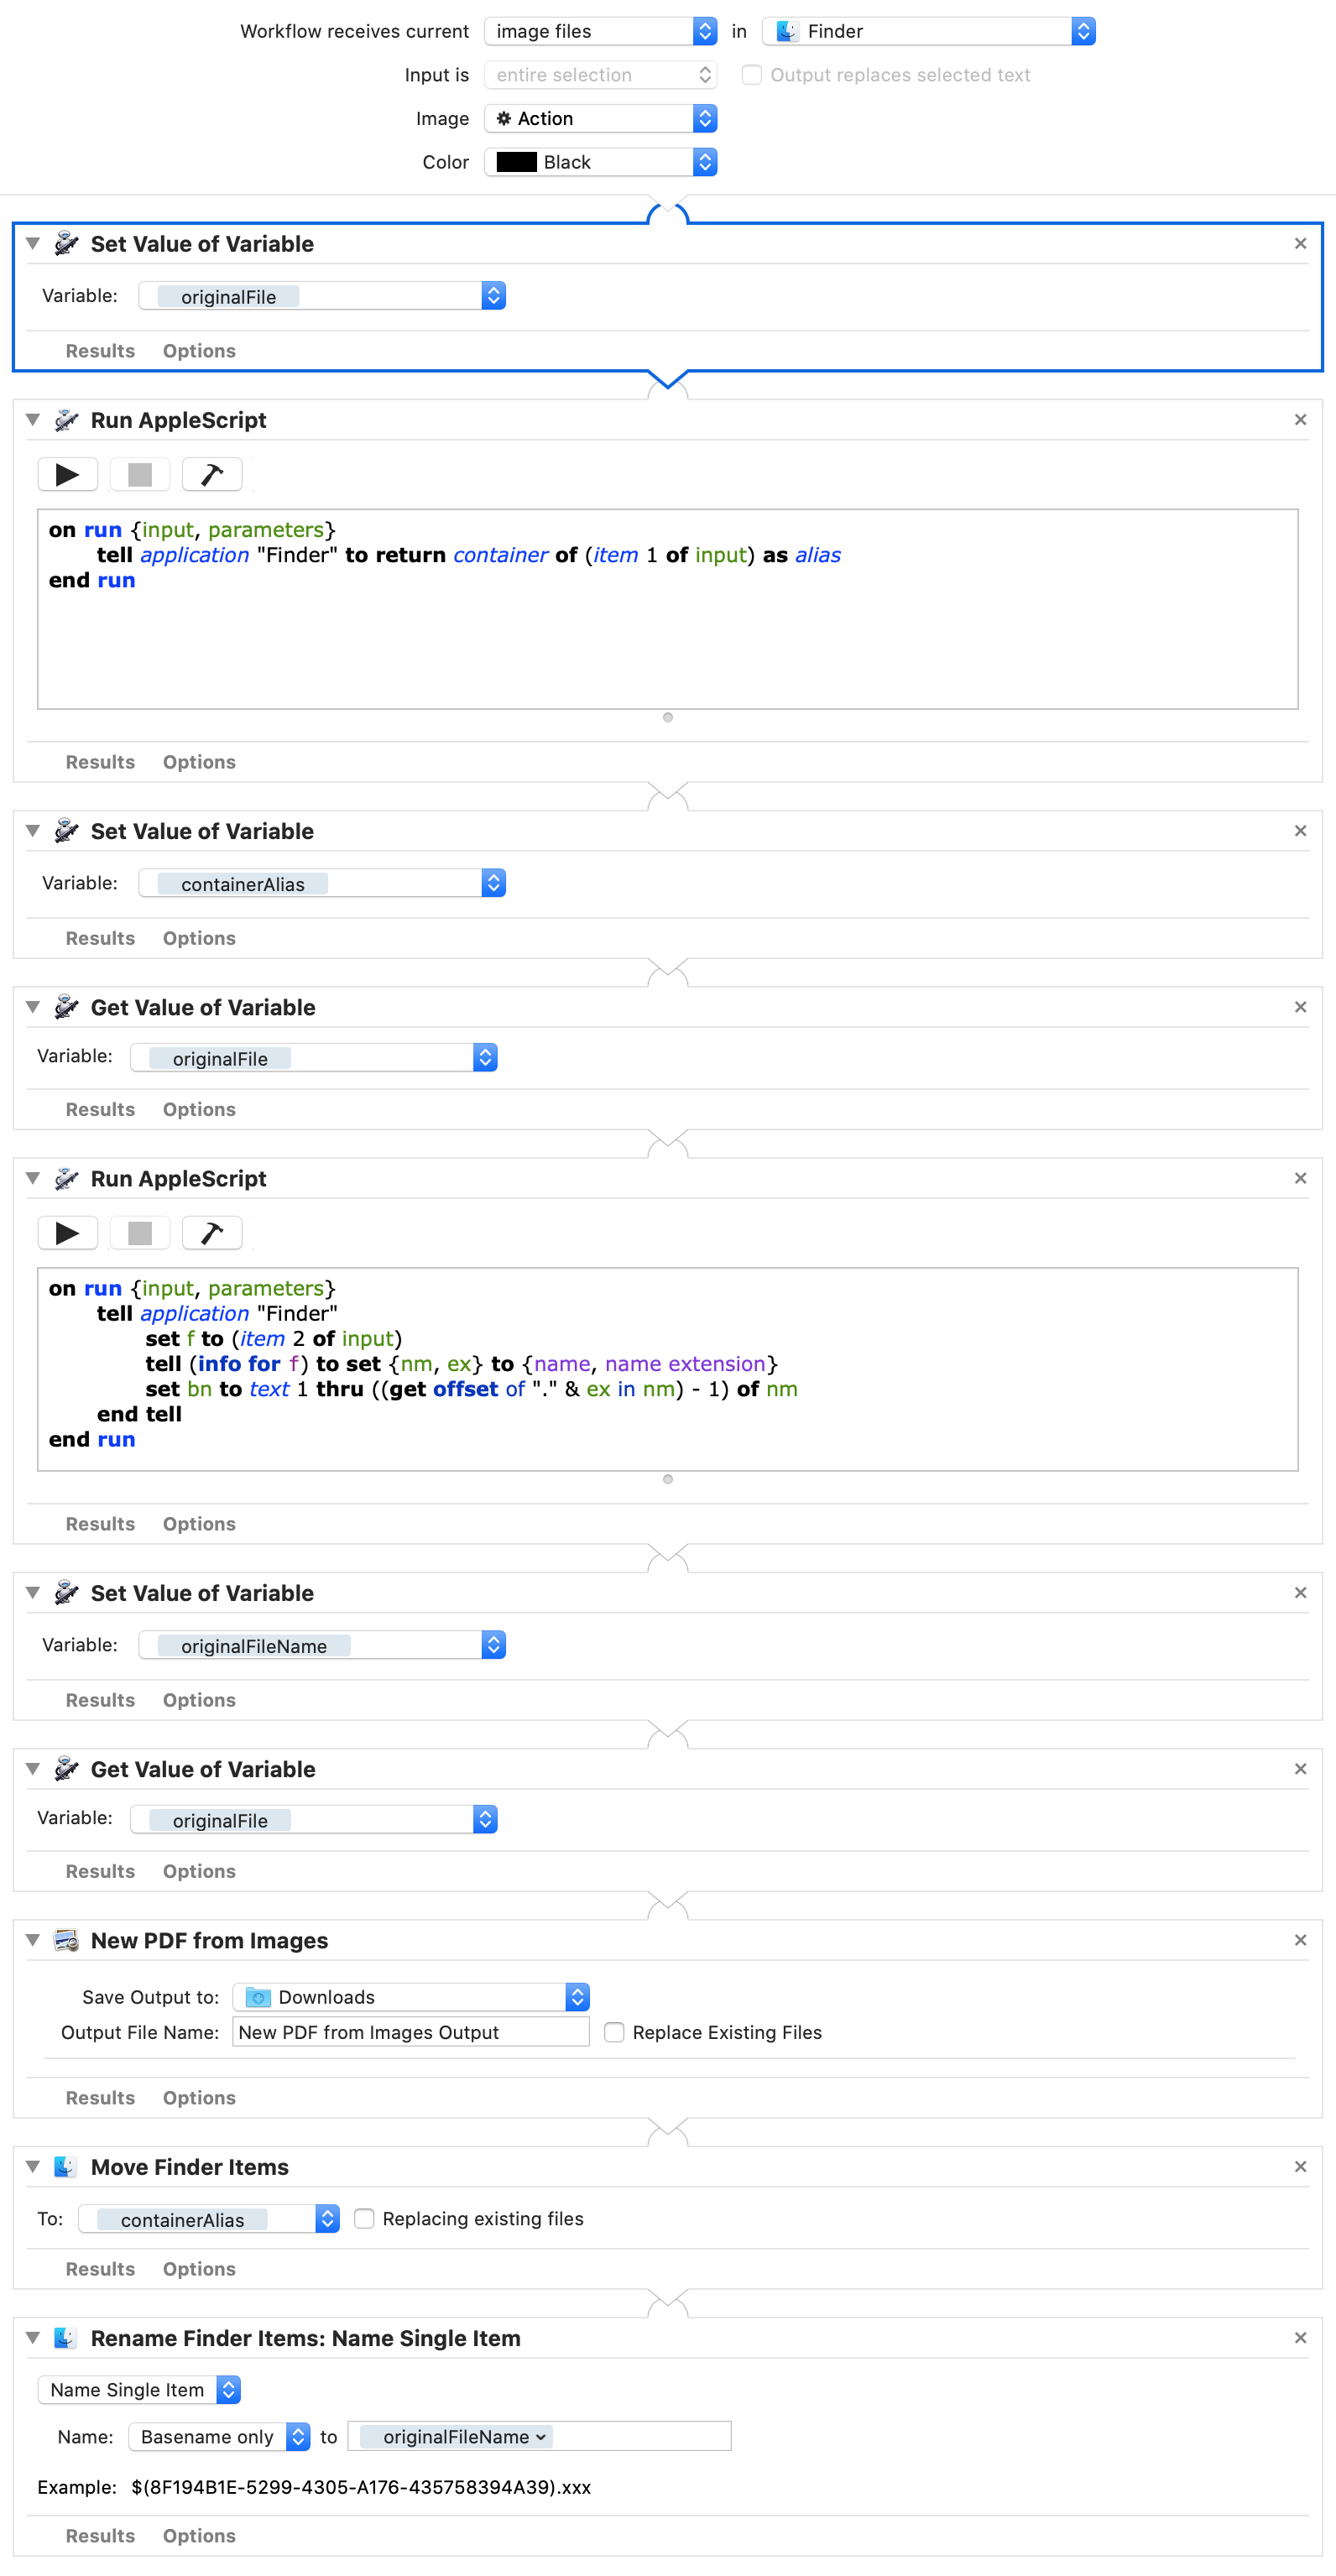 Workflow receives current image files in Finder
Input is entire selection Output replaces selected text
Image Action
Color Black
Set Value of Variable
Variable: originalFile
Results Options
Run AppleScript
on run {input, parameters}
tell application "Finder" to return container of (item 1 of input) as alias
end run
Results Options
Set Value of Variable
Variable: containerAlias
Results Options
Get Value of Variable
Variable: originalFile
Results Options
Run AppleScript
on run {input, parameters}
tell application "Finder"
set f to (item 2 of input)
tell (info for f) to set {nm, ex} to {name, name extension}
set bn to text 1 thru ((get offset of "." & ex in nm) - 1) of nm
end tell
end run
Results Options
Set Value of Variable
Variable: originalFileName
Results Options
Get Value of Variable
Variable: originalFile
Results Options
New PDF from Images
Save Output to: Downloads
Output File Name: New PDF from Images Output Replace Existing Files
Results Options
Move Finder Items
To: containerAlias Replacing existing files
Results Options
Rename Finder Items: Name Single Item
Name Single Item
Name: Basename only to originalFileName
Example: $(8F194B1E-5299-4305-A176-435758394A39).xxx
Results Options